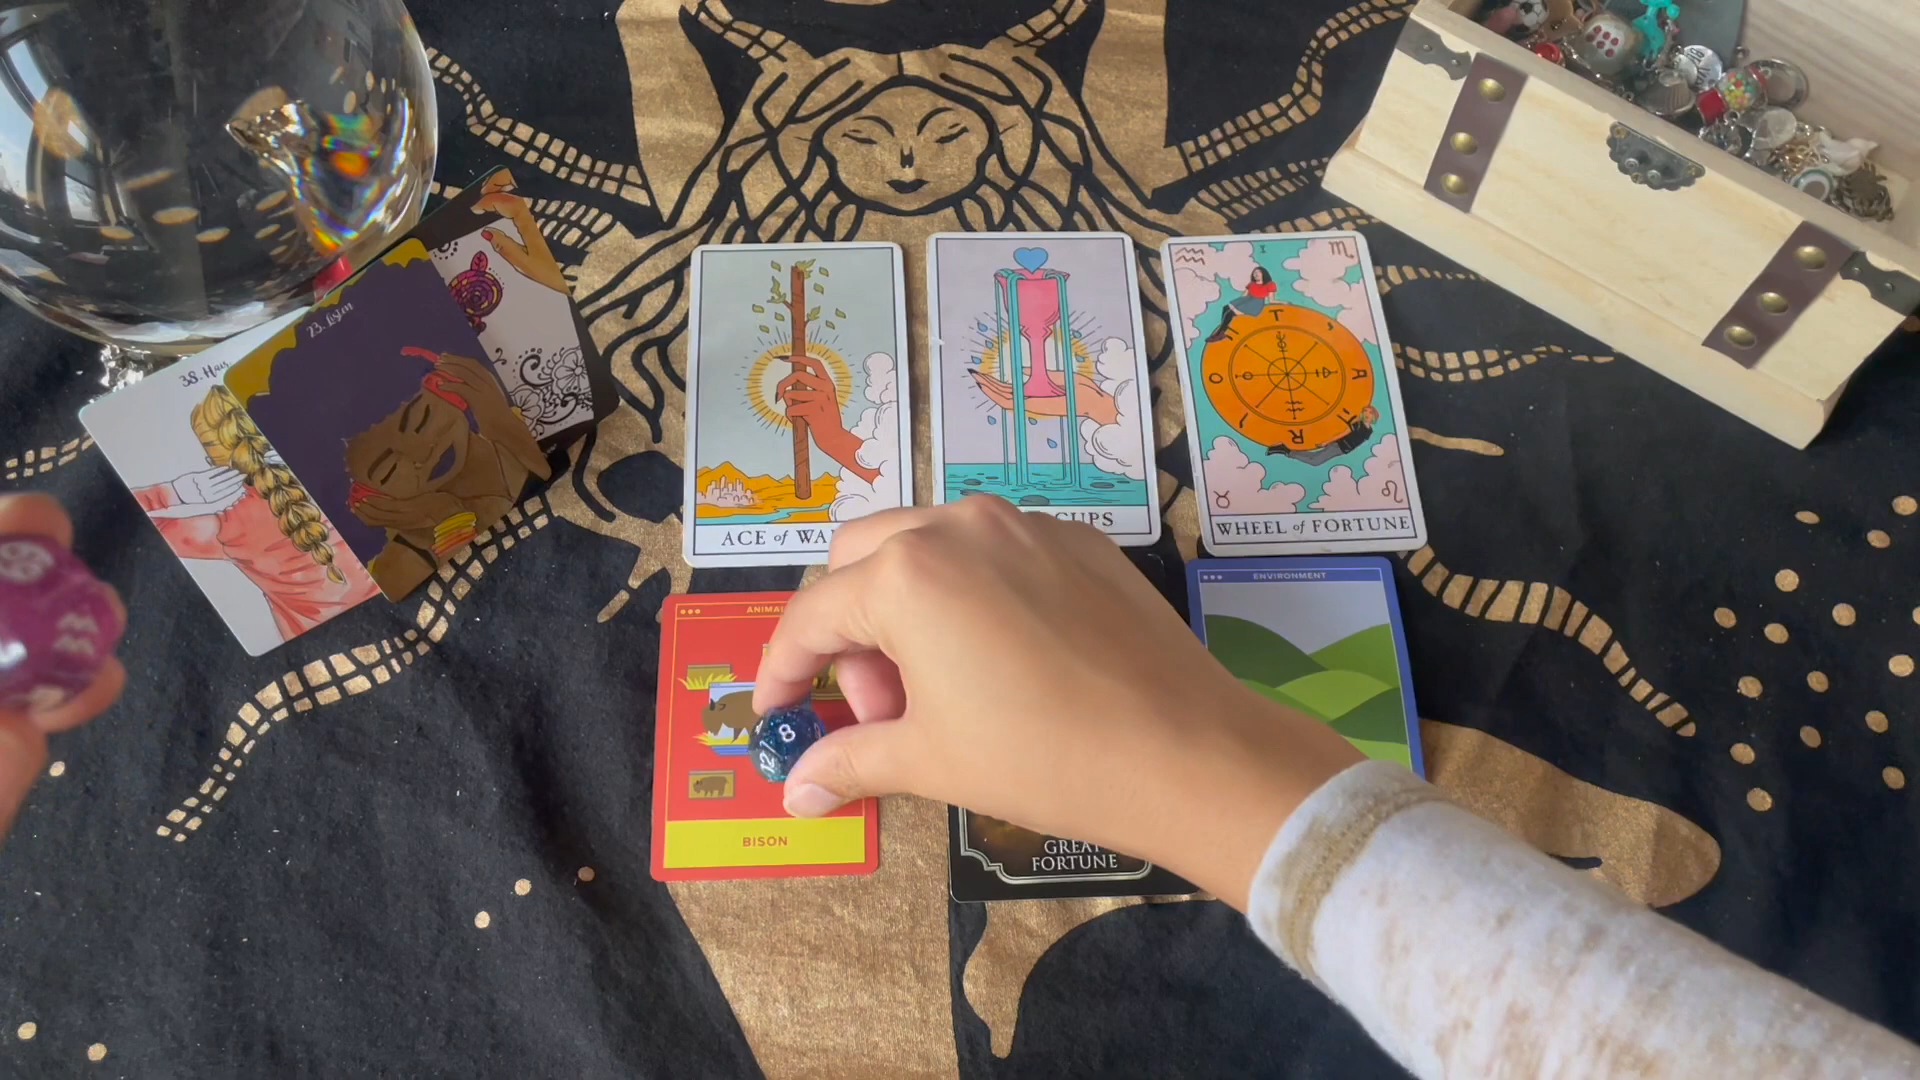 38. Hair
23. Listen
ACE of WA
CUPS
I
WHEEL of FORTUNE
T
A
R
O
ANIMAL
BISON
ENVIRONMENT
GREAT
FORTUNE
8
12